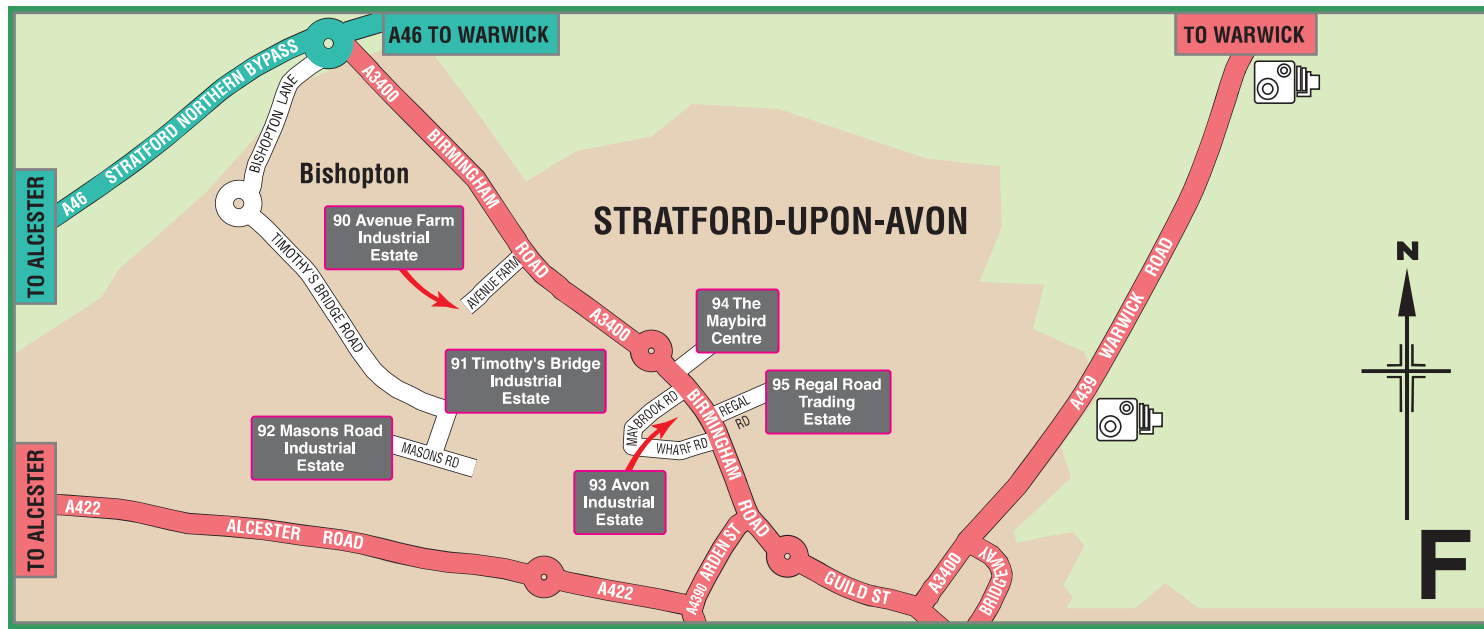 A46 TO WARWICK
TO WARWICK
STRATFORD NORTHERN BYPASS
A46
TO ALCESTER
BISHOPTON LANE
A3400
BIRMINGHAM
ROAD
Bishopton
STRATFORD-UPON-AVON
90 Avenue Farm
Industrial
Estate
AVENUE FARM
TIMOTHY'S BRIDGE ROAD
A3400
94 The
Maybird
Centre
91 Timothy's Bridge
Industrial
Estate
95 Regal Road
Trading
Estate
MAYBROOK RD
REGAL
RD
WHARF RD
BIRMINGHAM
ROAD
92 Masons Road
Industrial
Estate
MASONS RD
93 Avon
Industrial
Estate
A439
WARWICK
ROAD
N
TO ALCESTER
A422
ALCESTER ROAD
A422
A4390
ARDEN ST
GUILD ST
A3400
BRIDGEWAY
F